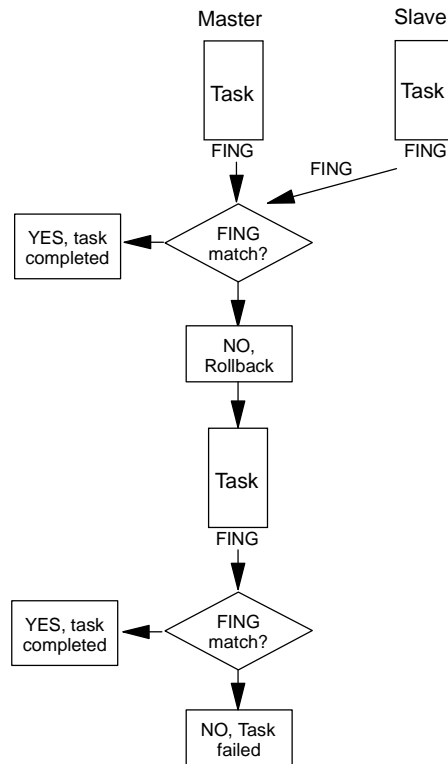 Master
Slave
Task
Task
FING
FING
FING
FING
match?
YES, task
completed
NO,
Rollback
Task
FING
FING
match?
YES, task
completed
NO, Task
failed